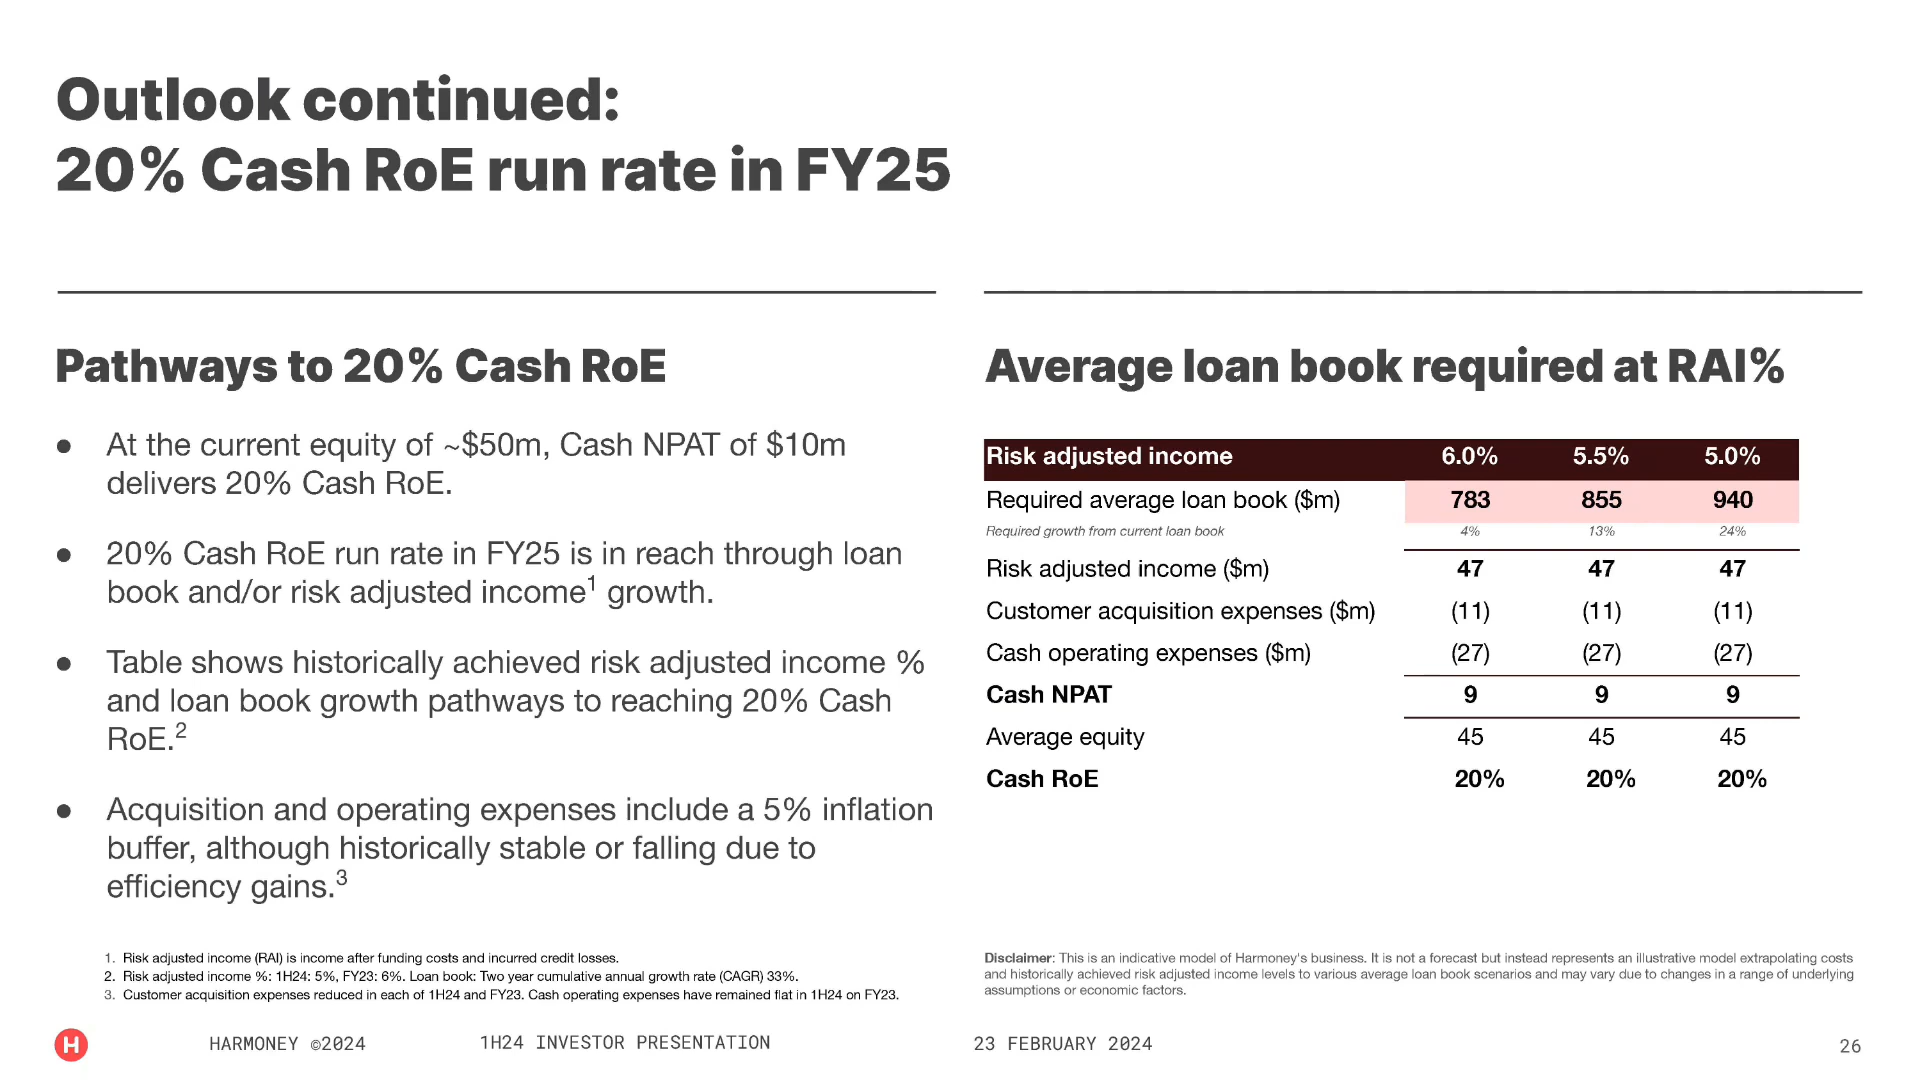 Outlook continued:
20% Cash RoE run rate in FY25
Pathways to 20% Cash RoE
● At the current equity of ~$50m, Cash NPAT of $10m
delivers 20% Cash RoE.
● 20% Cash RoE run rate in FY25 is in reach through loan
book and/or risk adjusted income¹ growth.
● Table shows historically achieved risk adjusted income %
and loan book growth pathways to reaching 20% Cash
RoE.²
● Acquisition and operating expenses include a 5% inflation
buffer, although historically stable or falling due to
efficiency gains.³
1. Risk adjusted income (RAI) is income after funding costs and incurred credit losses.
2. Risk adjusted income %: 1H24: 5%, FY23: 6%. Loan book: Two year cumulative annual growth rate (CAGR) 33%.
3. Customer acquisition expenses reduced in each of 1H24 and FY23. Cash operating expenses have remained flat in 1H24 on FY23.
Average loan book required at RAI%
Risk adjusted income 6.0% 5.5% 5.0%
Required average loan book ($m) 783 855 940
Required growth from current loan book 4% 13% 24%
Risk adjusted income ($m) 47 47 47
Customer acquisition expenses ($m) (11) (11) (11)
Cash operating expenses ($m) (27) (27) (27)
Cash NPAT 9 9 9
Average equity 45 45 45
Cash RoE 20% 20% 20%
Disclaimer: This is an indicative model of Harmoney's business. It is not a forecast but instead represents an illustrative model extrapolating costs
and historically achieved risk adjusted income levels to various average loan book scenarios and may vary due to changes in a range of underlying
assumptions or economic factors.
H HARMONEY ©2024 1H24 INVESTOR PRESENTATION 23 FEBRUARY 2024 26